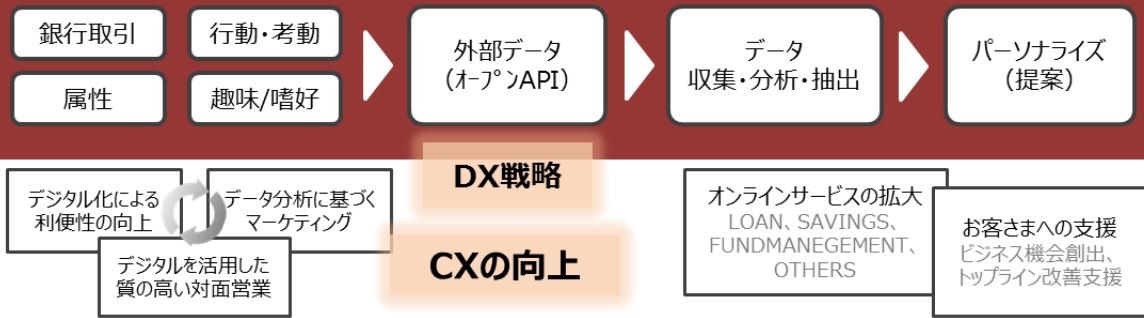 銀行取引
行動・考動
属性
趣味/嗜好
外部データ
(オープンAPI)
データ
収集・分析・抽出
パーソナライズ
(提案)
デジタル化による
利便性の向上
データ分析に基づく
マーケティング
デジタルを活用した
質の高い対面営業
DX戦略
CXの向上
オンラインサービスの拡大
LOAN、SAVINGS、
FUNDMANEGEMENT、
OTHERS
お客さまへの支援
ビジネス機会創出、
トップライン改善支援